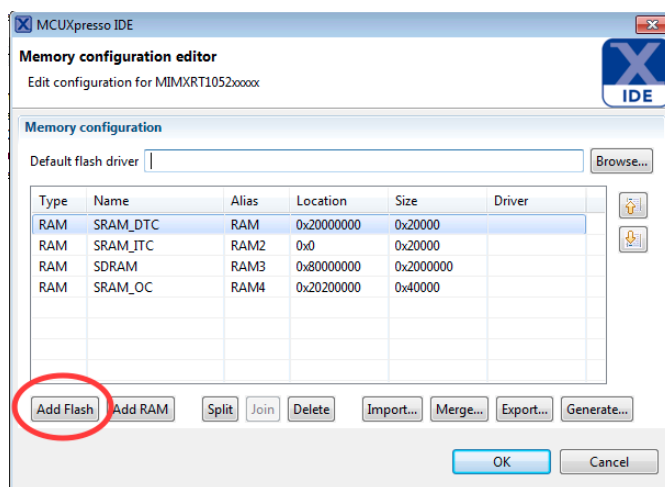 MCUXpresso IDE
Memory configuration editor
Edit configuration for MIMXRT1052xxxxx
IDE
Memory configuration
Default flash driver
Browse...
Type Name Alias Location Size Driver
RAM SRAM_DTC RAM 0x20000000 0x20000
RAM SRAM_ITC RAM2 0x0 0x20000
RAM SDRAM RAM3 0x80000000 0x2000000
RAM SRAM_OC RAM4 0x20200000 0x40000
Add Flash Add RAM Split Join Delete Import... Merge... Export... Generate...
OK Cancel